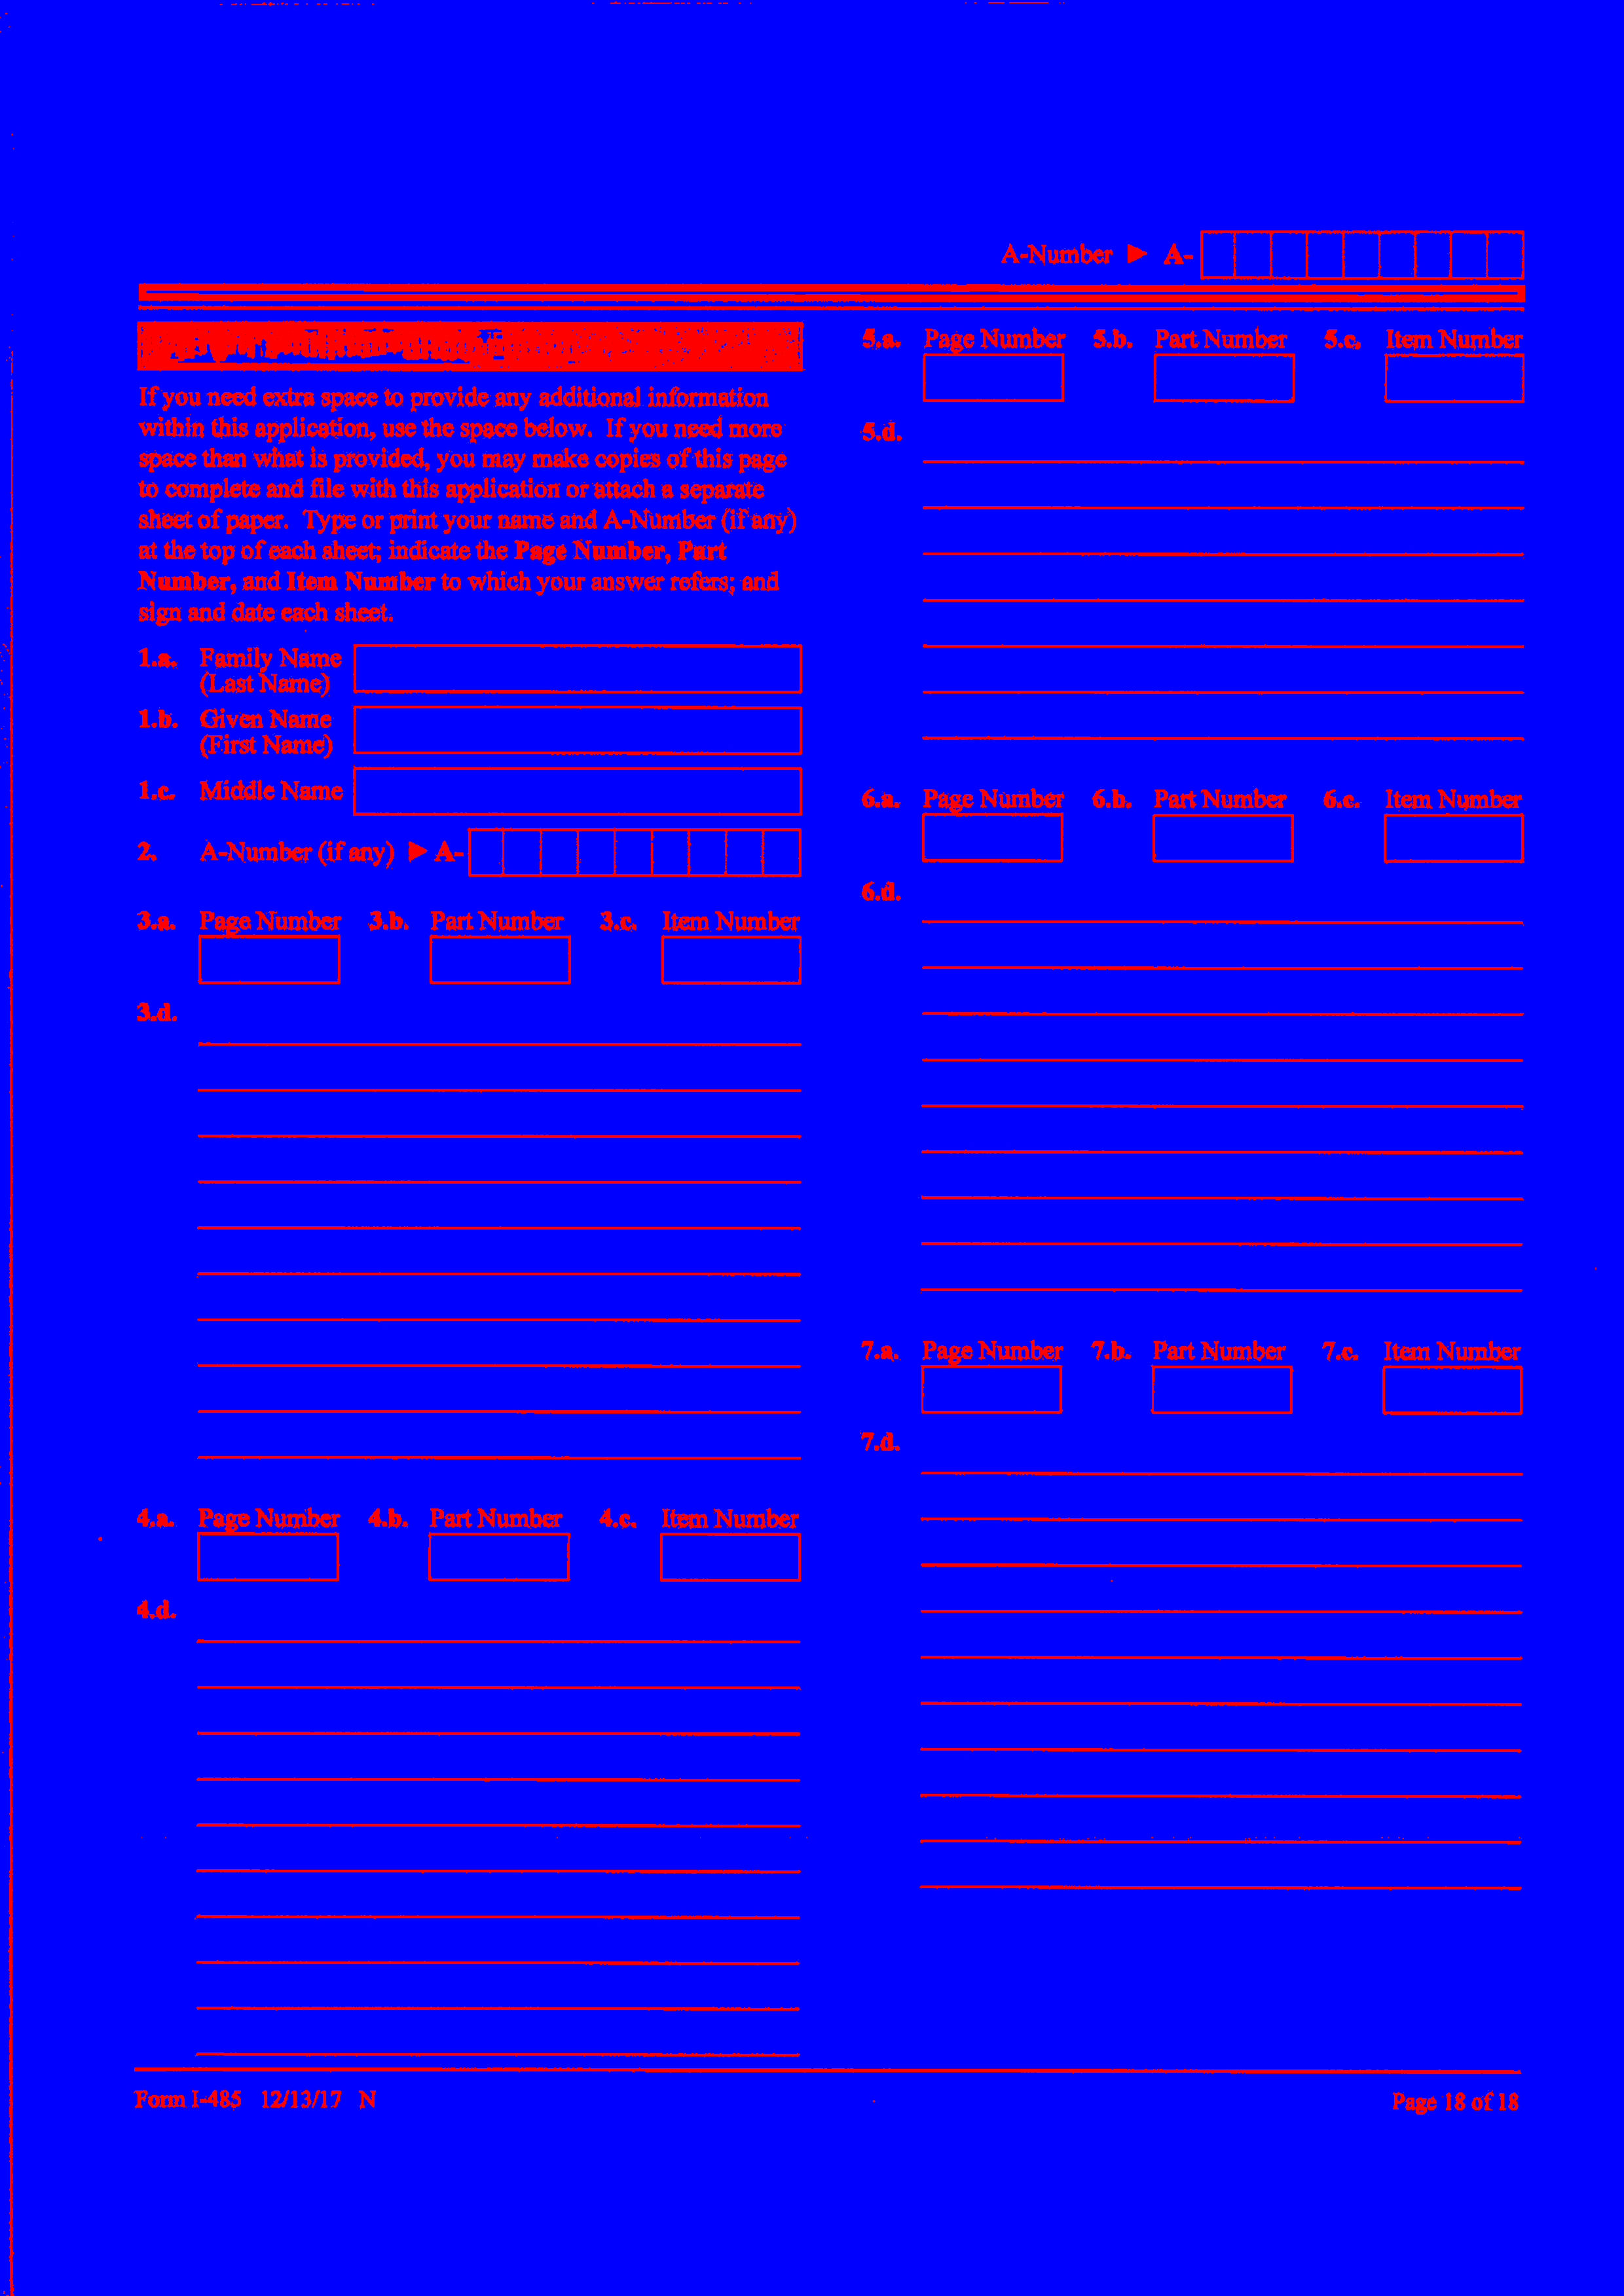 A-Number ► A-
If you need extra space to provide any additional information
within this application, use the space below.  If you need more
space than what is provided, you may make copies of this page
to complete and file with this application or attach a separate
sheet of paper.  Type or print your name and A-Number (if any)
at the top of each sheet; indicate the Page Number, Part
Number, and Item Number to which your answer refers; and
sign and date each sheet.
1.a. Family Name
(Last Name)
1.b. Given Name
(First Name)
1.c. Middle Name
2. A-Number (if any) ► A-
3.a. Page Number 3.b. Part Number 3.c. Item Number
3.d.
4.a. Page Number 4.b. Part Number 4.c. Item Number
4.d.
5.a. Page Number 5.b. Part Number 5.c. Item Number
5.d.
6.a. Page Number 6.b. Part Number 6.c. Item Number
6.d.
7.a. Page Number 7.b. Part Number 7.c. Item Number
7.d.
Form I-485 12/13/17 N
Page 18 of 18